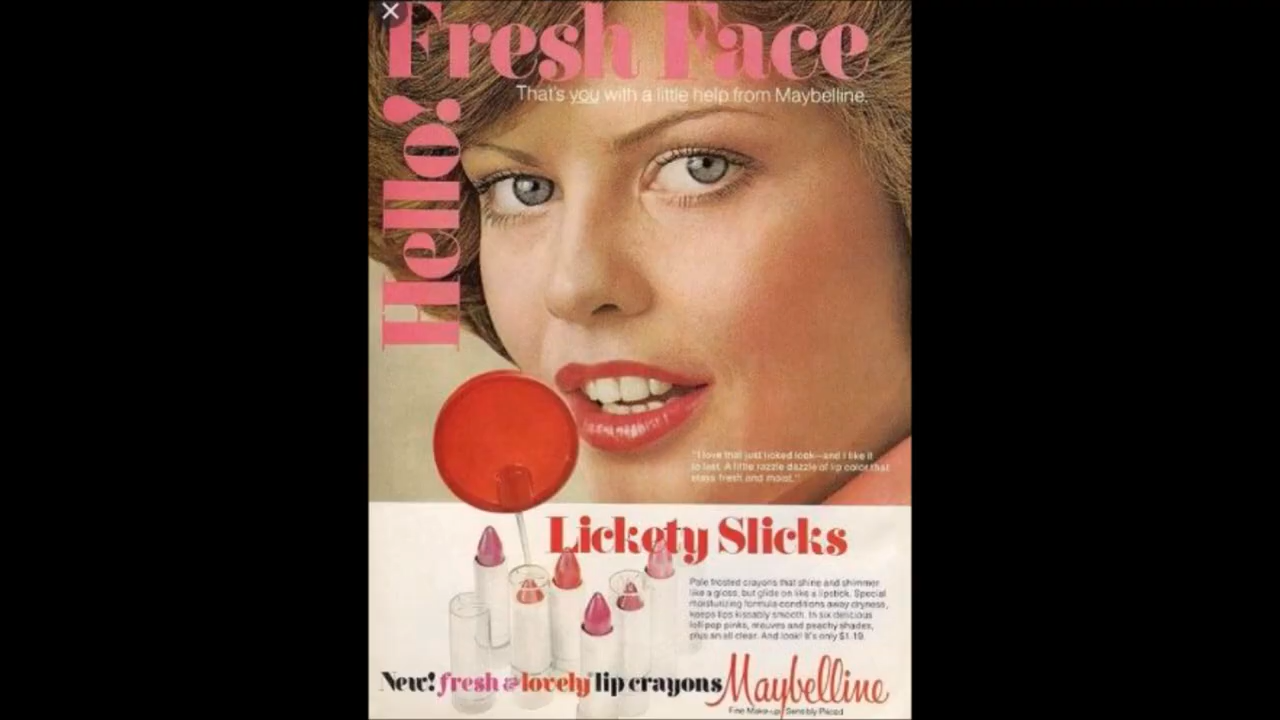 Hello! Fresh Face
That's you with a little help from Maybelline.
"I love that just licked look—and I like it
to last. A little razzle dazzle of lip color that
stays fresh and moist."
Lickety Slicks
Pale frosted crayons that shine and shimmer
like a gloss, but glide on like a lipstick. Special
moisturizing formula conditions away dryness,
keeps lips kissably smooth. In six delicious
lollipop pinks, mauves and peachy shades,
plus an all clear. And look! It's only $1.19.
New! fresh & lovely lip crayons
Maybelline
Fine Make-up, Sensibly Priced